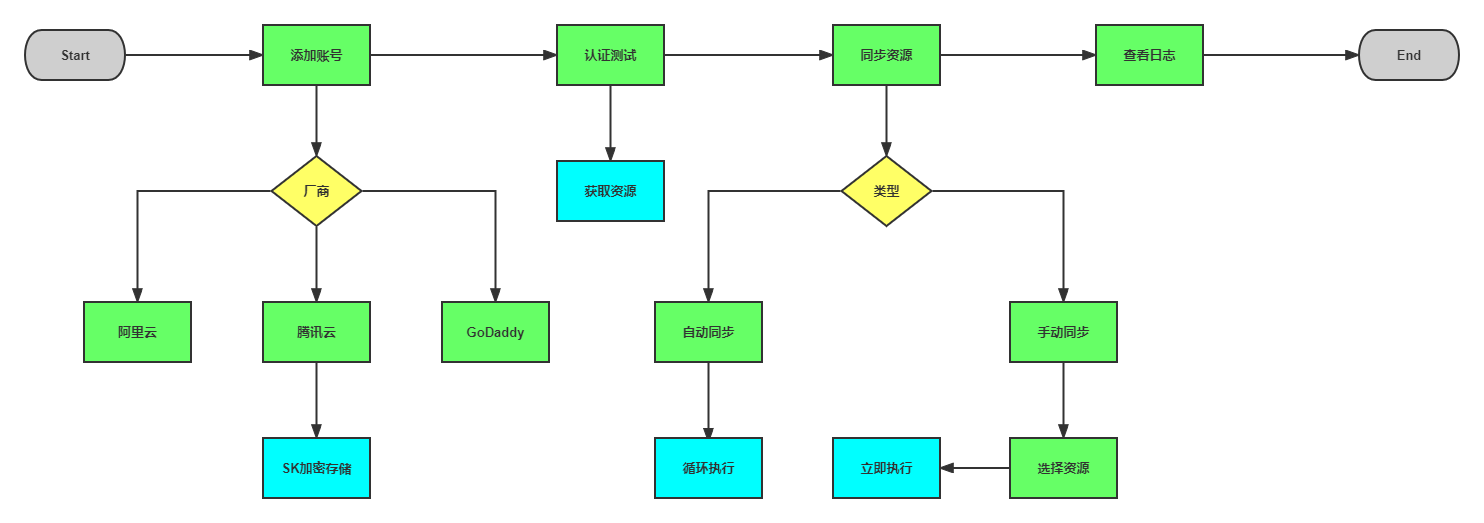 Start
添加账号
认证测试
同步资源
查看日志
End
厂商
获取资源
类型
阿里云
腾讯云
GoDaddy
自动同步
手动同步
SK加密存储
循环执行
立即执行
选择资源